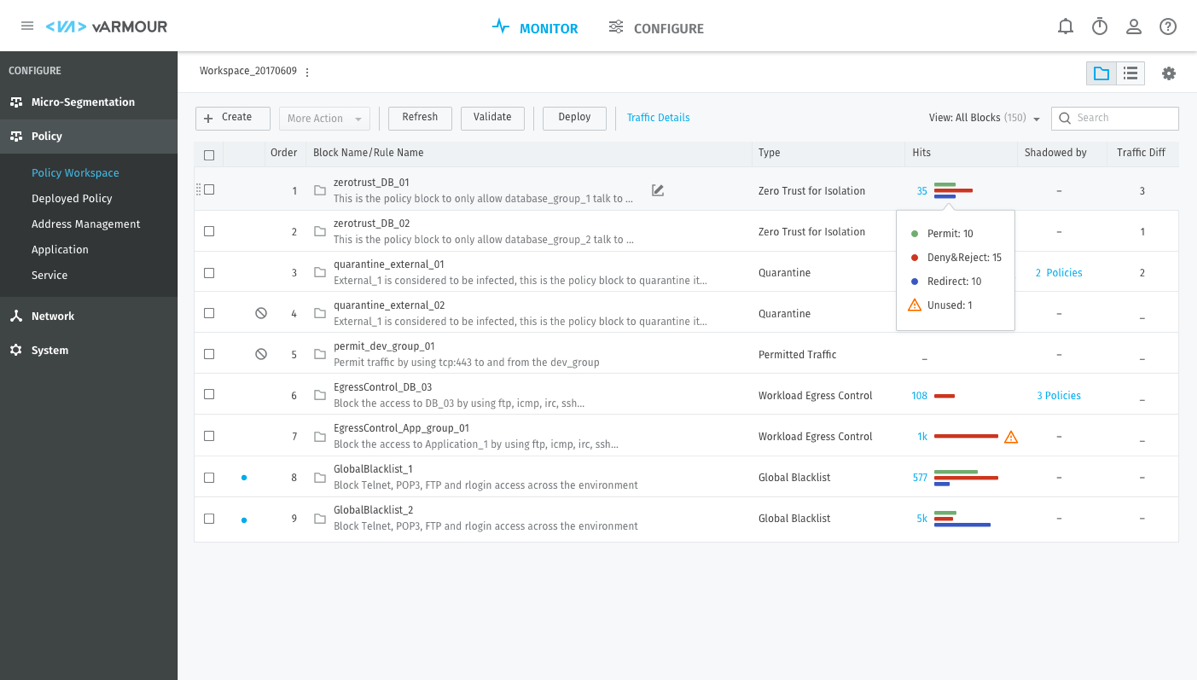 vARMOUR
MONITOR
CONFIGURE
CONFIGURE
Micro-Segmentation
Policy
Policy Workspace
Deployed Policy
Address Management
Application
Service
Network
System
Workspace_20170609
Create
More Action
Refresh
Validate
Deploy
Traffic Details
View: All Blocks (150)
Search
Order Block Name/Rule Name Type Hits Shadowed by Traffic Diff
1 zerotrust_DB_01 Zero Trust for Isolation 35 – 3
This is the policy block to only allow database_group_1 talk to ...
2 zerotrust_DB_02 Zero Trust for Isolation – 1
This is the policy block to only allow database_group_2 talk to ...
3 quarantine_external_01 Quarantine 2 Policies 2
External_1 is considered to be infected, this is the policy block to quarantine it...
4 quarantine_external_02 Quarantine – _
External_1 is considered to be infected, this is the policy block to quarantine it...
Permit: 10
Deny&Reject: 15
Redirect: 10
Unused: 1
5 permit_dev_group_01 Permitted Traffic _ – _
Permit traffic by using tcp:443 to and from the dev_group
6 EgressControl_DB_03 Workload Egress Control 108 3 Policies _
Block the access to DB_03 by using ftp, icmp, irc, ssh...
7 EgressControl_App_group_01 Workload Egress Control 1k – _
Block the access to Application_1 by using ftp, icmp, irc, ssh...
8 GlobalBlacklist_1 Global Blacklist 577 – –
Block Telnet, POP3, FTP and rlogin access across the environment
9 GlobalBlacklist_2 Global Blacklist 5k – –
Block Telnet, POP3, FTP and rlogin access across the environment